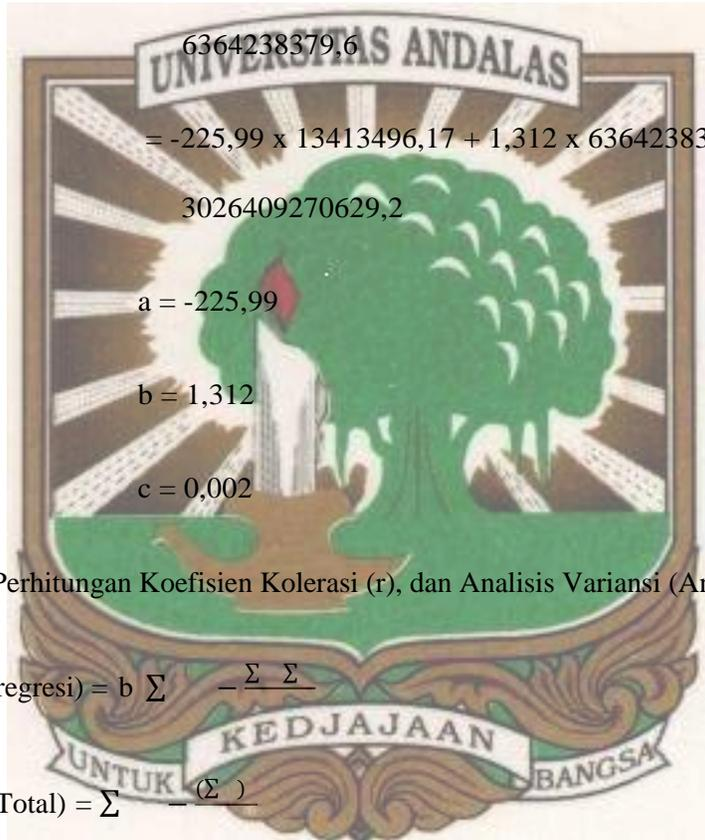 6364238379,6
UNIVERSITAS ANDALAS
= -225,99 x 13413496,17 + 1,312 x 63642383
3026409270629,2
a = -225,99
b = 1,312
c = 0,002
Perhitungan Koefisien Kolerasi (r), dan Analisis Variansi (An
regresi) = b ∑ − ∑ ∑
KEDJAJAAN
UNTUK BANGSA
Total) = ∑ − (∑ )